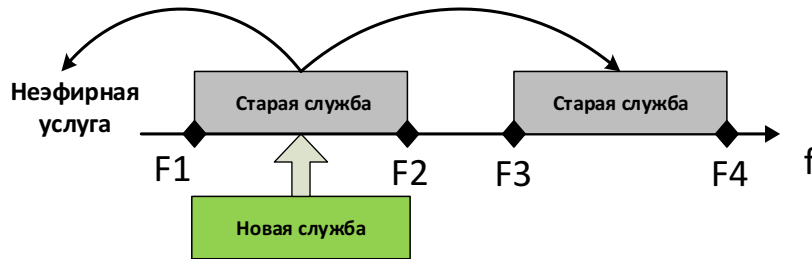 Неэфирная
услуга
Старая служба
Старая служба
F1
F2
F3
F4
f
Новая служба